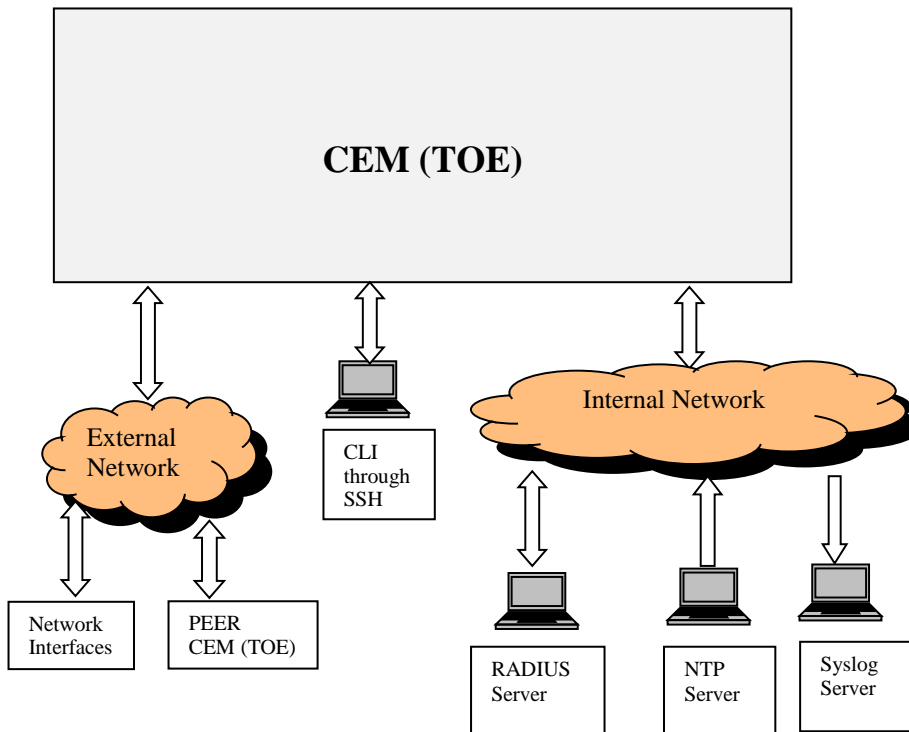 CEM (TOE)
External
Network
Internal Network
CLI
through
SSH
Network
Interfaces
PEER
CEM (TOE)
RADIUS
Server
NTP
Server
Syslog
Server